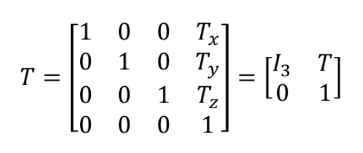 T = [1 0 0 Tx
0 1 0 Ty
0 0 1 Tz
0 0 0 1] = [I3 T
0 1]